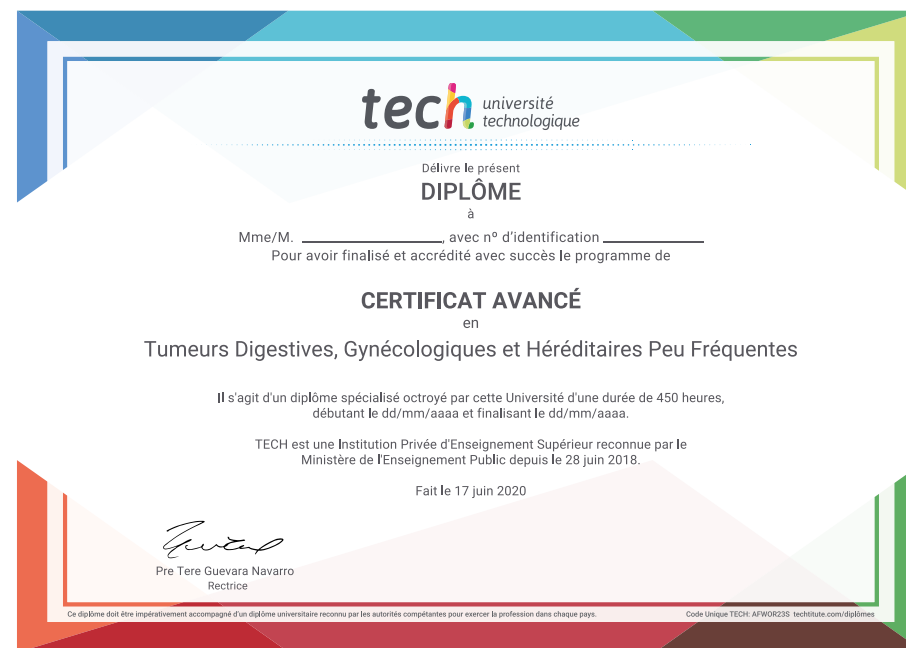 tech université
technologique
Délivre le présent
DIPLÔME
à
Mme/M. ____________________, avec nº d'identification ______________
Pour avoir finalisé et accrédité avec succès le programme de
CERTIFICAT AVANCÉ
en
Tumeurs Digestives, Gynécologiques et Héréditaires Peu Fréquentes
Il s'agit d'un diplôme spécialisé octroyé par cette Université d'une durée de 450 heures,
débutant le dd/mm/aaaa et finalisant le dd/mm/aaaa.
TECH est une Institution Privée d'Enseignement Supérieur reconnue par le
Ministère de l'Enseignement Public depuis le 28 juin 2018.
Fait le 17 juin 2020
Pre Tere Guevara Navarro
Rectrice
Ce diplôme doit être impérativement accompagné d'un diplôme universitaire reconnu par les autorités compétentes pour exercer la profession dans chaque pays.
Code Unique TECH: AFWOR23S techtitute.com/diplômes